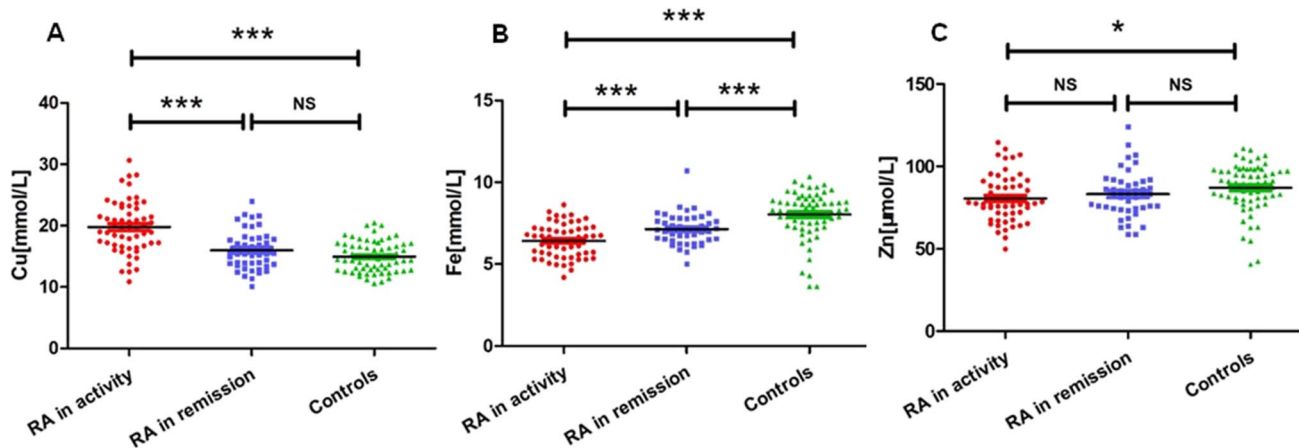 A
***
***
NS
Cu[mmol/L]
40
30
20
10
0
RA in activity
RA in remission
Controls
B
***
***
***
Fe[mmol/L]
15
10
5
0
RA in activity
RA in remission
Controls
C
*
NS
NS
Zn[µmol/L]
150
100
50
0
RA in activity
RA in remission
Controls